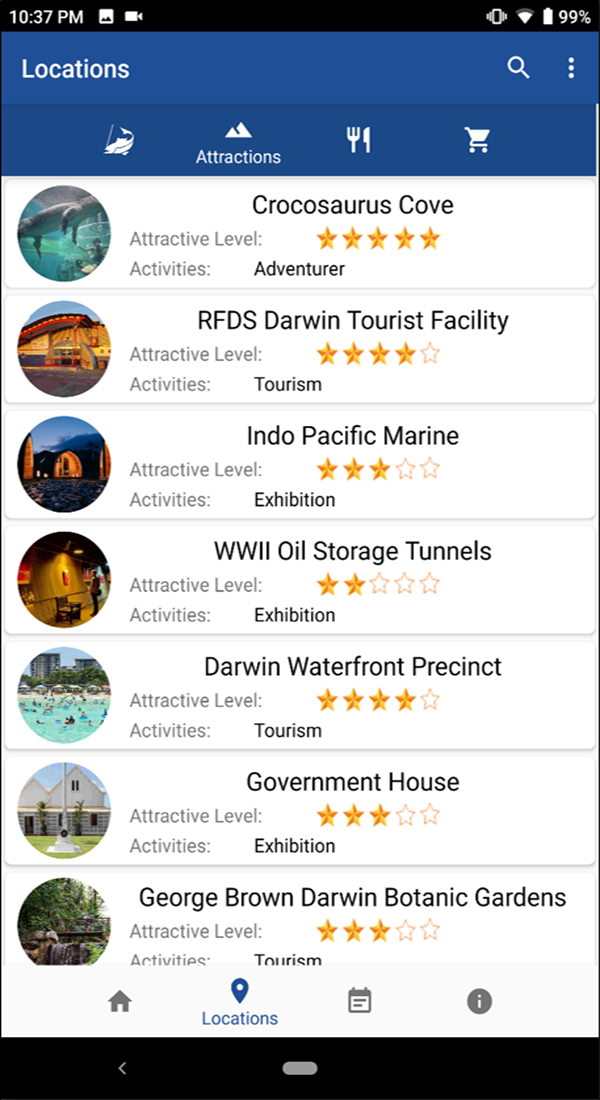 10:37 PM 99%
Locations
Attractions
Crocosaurus Cove
Attractive Level:
Activities: Adventurer
RFDS Darwin Tourist Facility
Attractive Level:
Activities: Tourism
Indo Pacific Marine
Attractive Level:
Activities: Exhibition
WWII Oil Storage Tunnels
Attractive Level:
Activities: Exhibition
Darwin Waterfront Precinct
Attractive Level:
Activities: Tourism
Government House
Attractive Level:
Activities: Exhibition
George Brown Darwin Botanic Gardens
Attractive Level:
Activities: Tourism
Locations